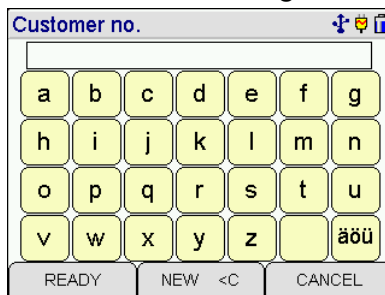 Customer no.
a b c d e f g
h i j k l m n
o p q r s t u
v w x y z äöü
READY NEW <C CANCEL